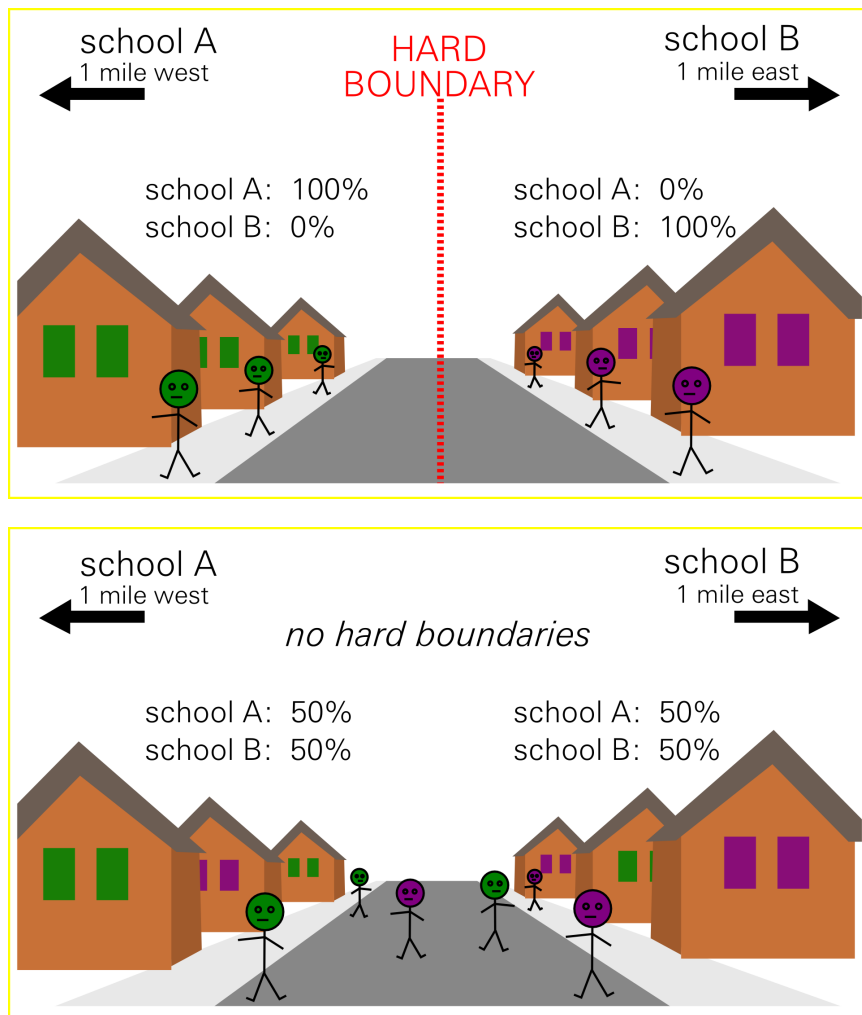 school A
1 mile west
HARD
BOUNDARY
school B
1 mile east
school A: 100%
school B: 0%
school A: 0%
school B: 100%
school A
1 mile west
school B
1 mile east
no hard boundaries
school A: 50%
school B: 50%
school A: 50%
school B: 50%